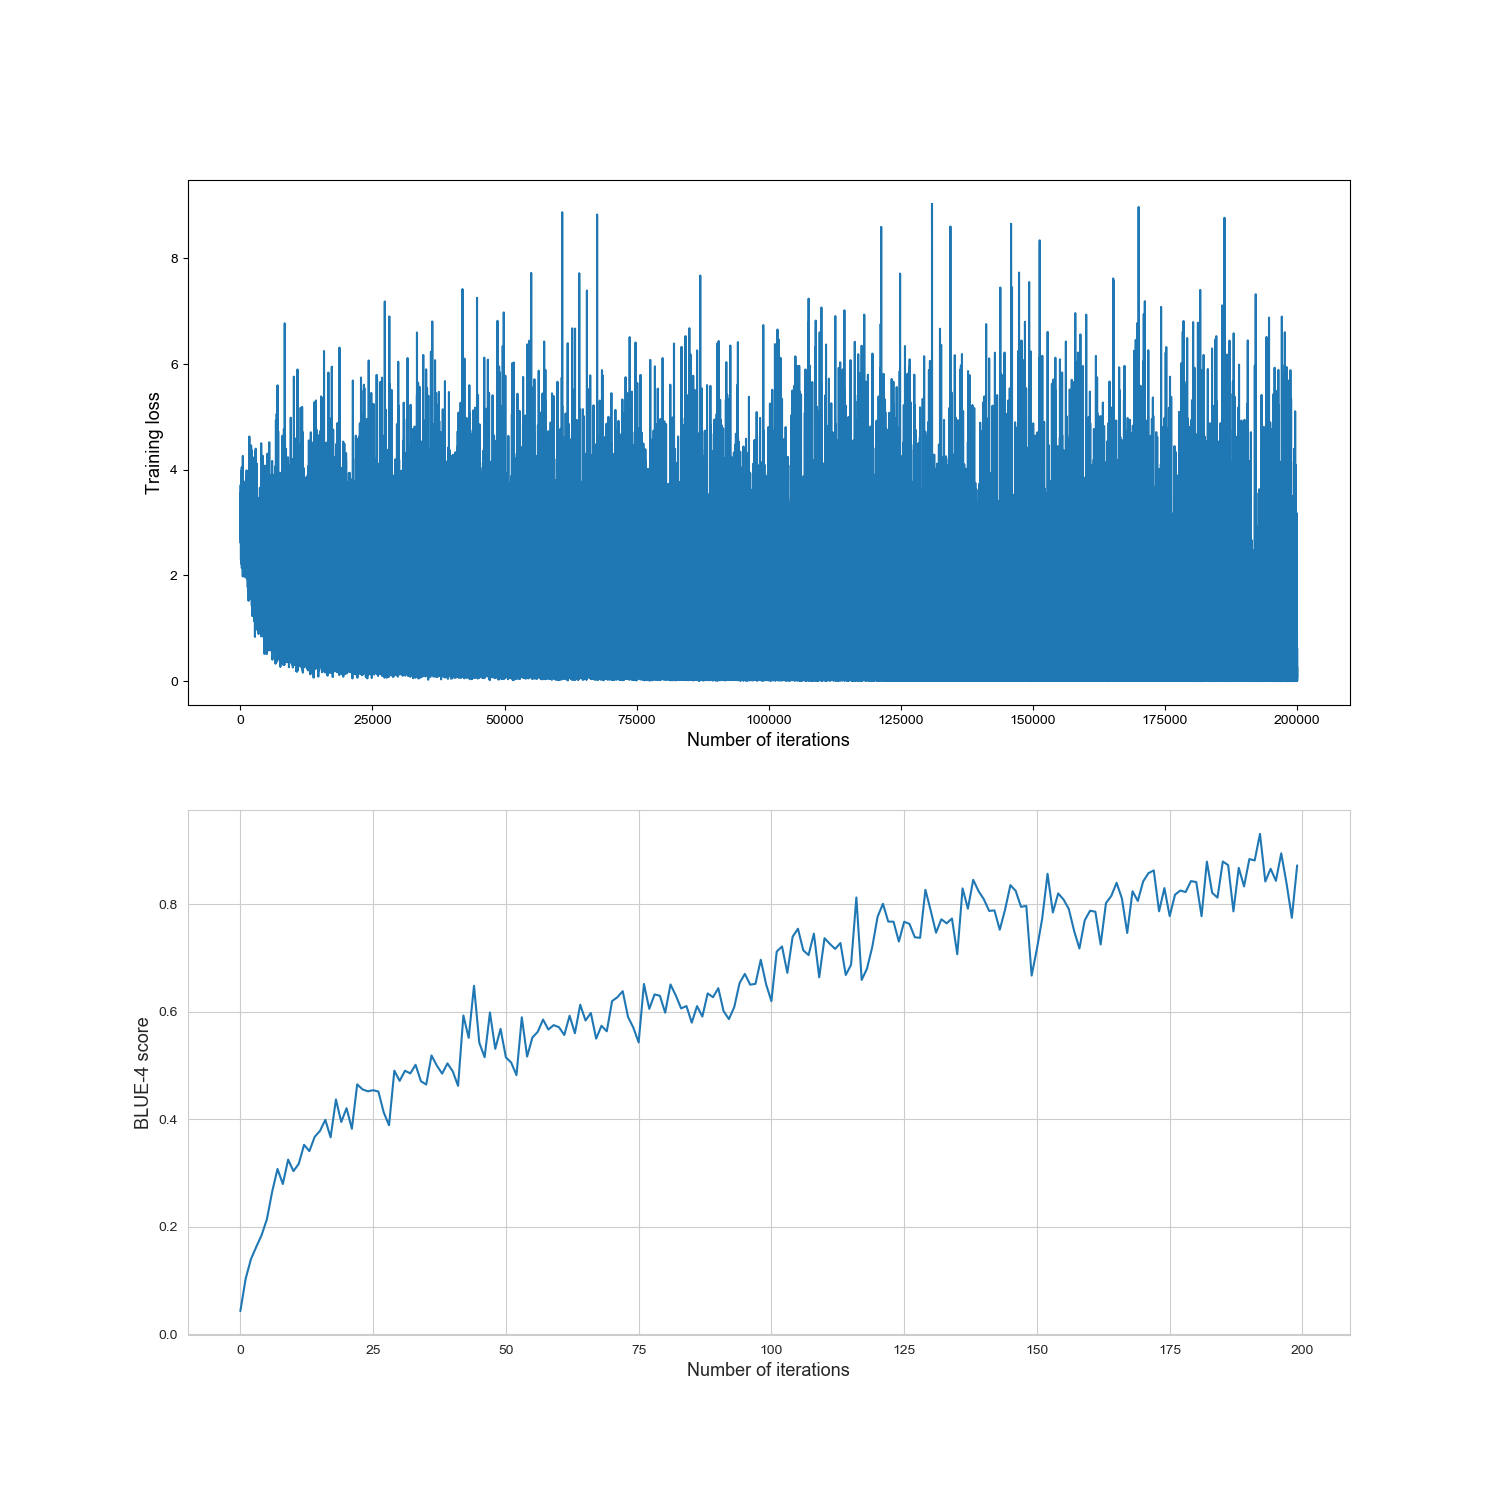 8
6
4
2
0
Training loss
0 25000 50000 75000 100000 125000 150000 175000 200000
Number of iterations
0.8
0.6
0.4
0.2
0.0
BLUE-4 score
0 25 50 75 100 125 150 175 200
Number of iterations